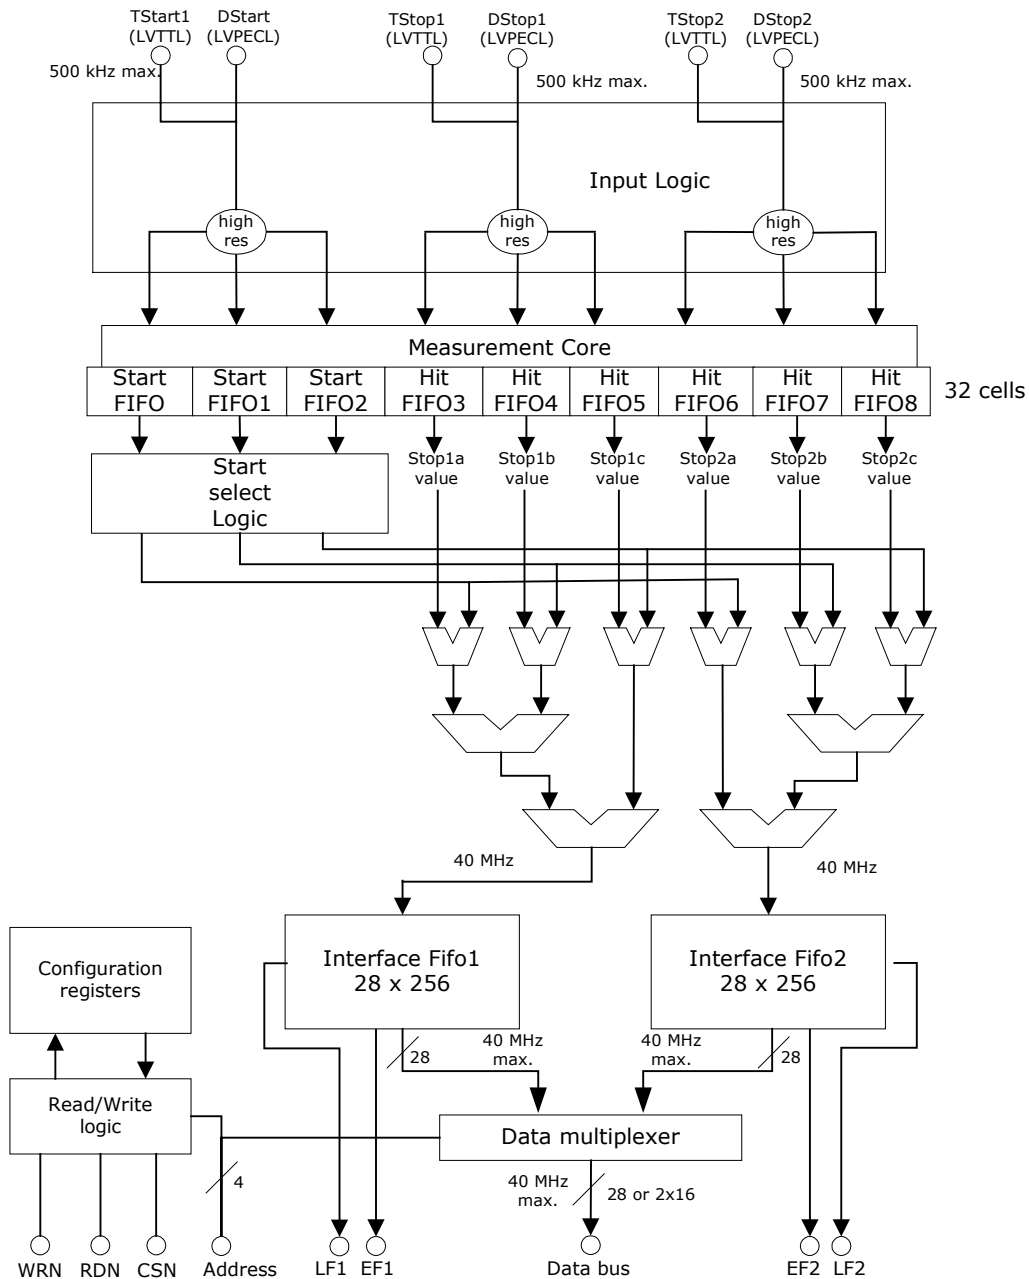 TStart1 DStart TStop1 DStop1 TStop2 DStop2
(LVTTL) (LVPECL) (LVTTL) (LVPECL) (LVTTL) (LVPECL)
500 kHz max. 500 kHz max. 500 kHz max.
Input Logic
high
res
high
res
high
res
Measurement Core
Start
FIFO
Start
FIFO1
Start
FIFO2
Hit
FIFO3
Hit
FIFO4
Hit
FIFO5
Hit
FIFO6
Hit
FIFO7
Hit
FIFO8
32 cells
Start
select
Logic
Stop1a
value
Stop1b
value
Stop1c
value
Stop2a
value
Stop2b
value
Stop2c
value
40 MHz
40 MHz
Configuration
registers
Interface Fifo1
28 x 256
Interface Fifo2
28 x 256
28
40 MHz
max.
40 MHz
max.
28
Read/Write
logic
Data multiplexer
4
40 MHz
max.
28 or 2x16
WRN RDN CSN Address LF1 EF1 Data bus EF2 LF2